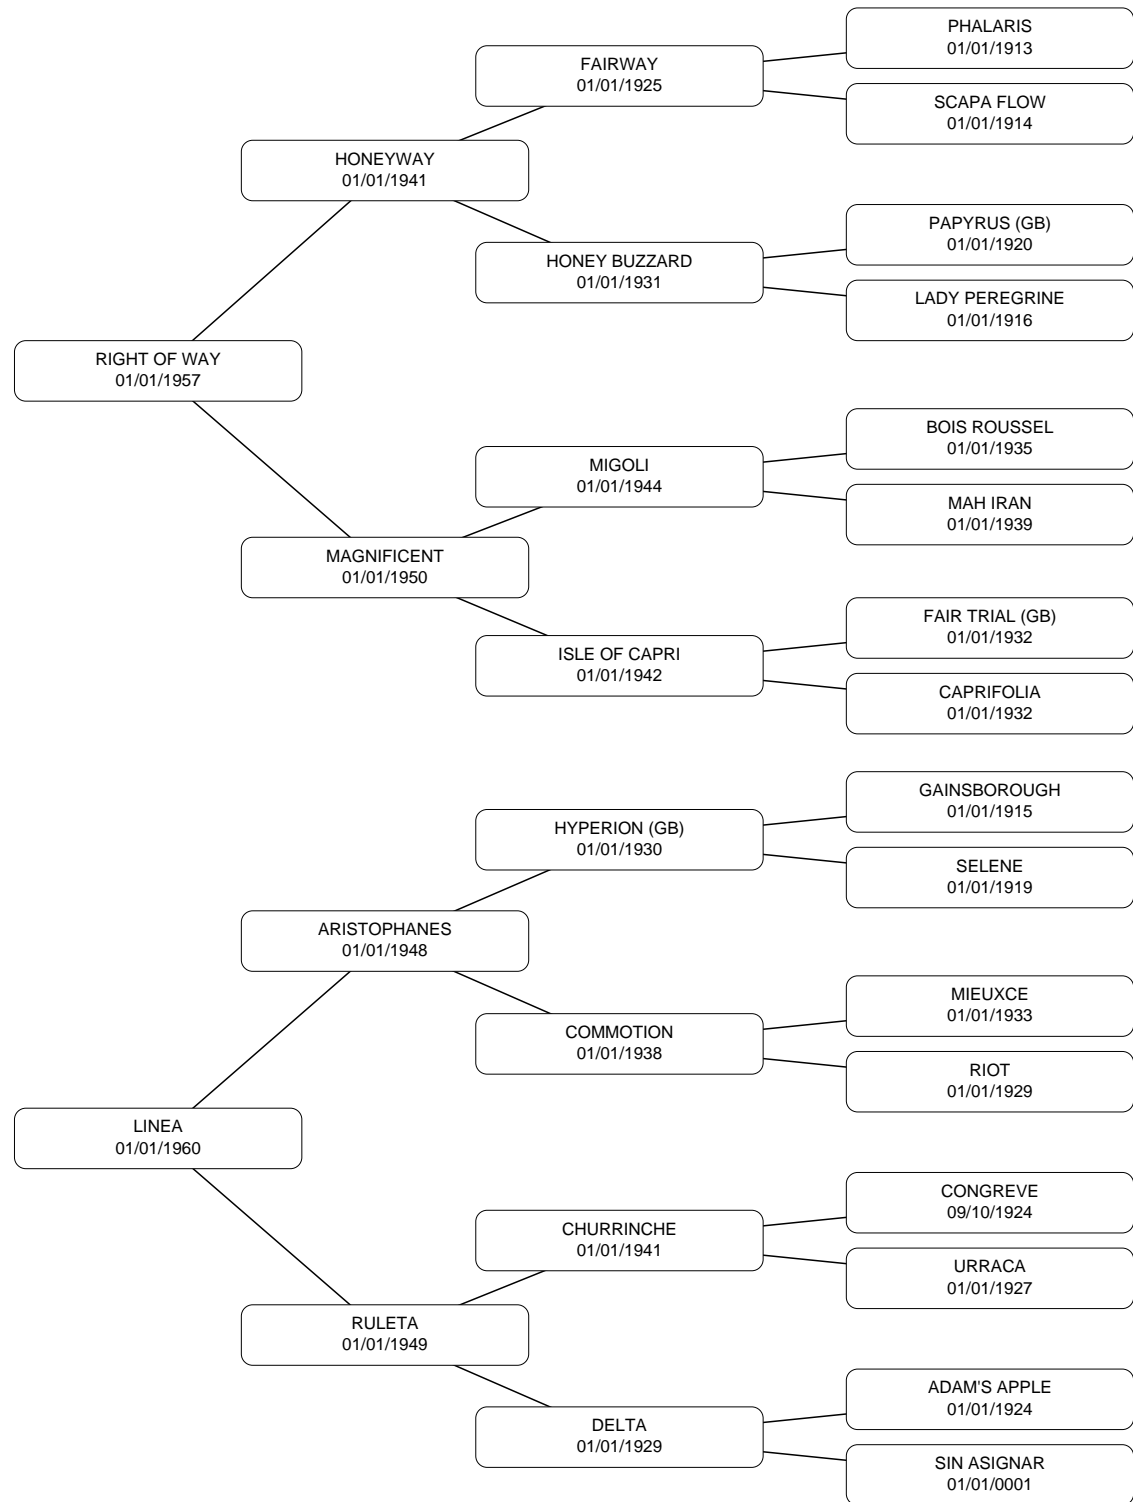 PHALARIS
01/01/1913
FAIRWAY
01/01/1925
SCAPA FLOW
01/01/1914
HONEYWAY
01/01/1941
PAPYRUS (GB)
01/01/1920
HONEY BUZZARD
01/01/1931
LADY PEREGRINE
01/01/1916
RIGHT OF WAY
01/01/1957
BOIS ROUSSEL
01/01/1935
MIGOLI
01/01/1944
MAH IRAN
01/01/1939
MAGNIFICENT
01/01/1950
FAIR TRIAL (GB)
01/01/1932
ISLE OF CAPRI
01/01/1942
CAPRIFOLIA
01/01/1932
GAINSBOROUGH
01/01/1915
HYPERION (GB)
01/01/1930
SELENE
01/01/1919
ARISTOPHANES
01/01/1948
MIEUXCE
01/01/1933
COMMOTION
01/01/1938
RIOT
01/01/1929
LINEA
01/01/1960
CONGREVE
09/10/1924
CHURRINCHE
01/01/1941
URRACA
01/01/1927
RULETA
01/01/1949
ADAM'S APPLE
01/01/1924
DELTA
01/01/1929
SIN ASIGNAR
01/01/0001